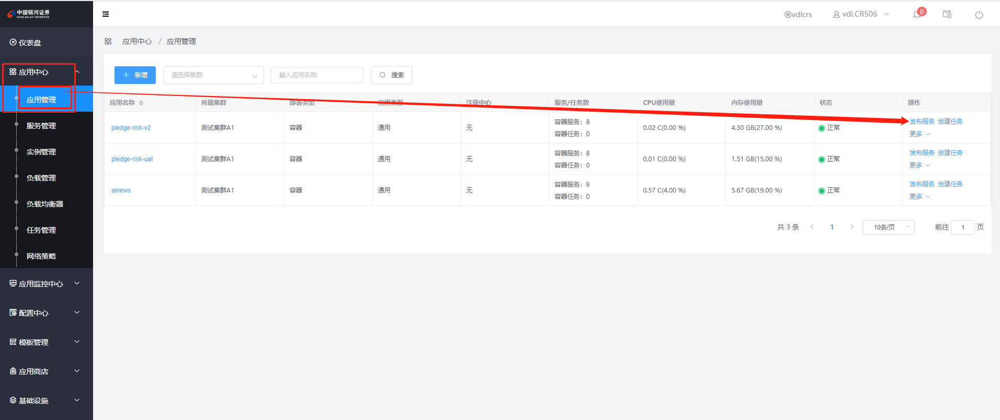 中国银河证券
CHINA GALAXY SECURITIES
vdicrs
vdi.CRS06
0
仪表盘
应用中心
应用管理
服务管理
实例管理
负载管理
负载均衡器
任务管理
网络策略
应用监控中心
配置中心
模板管理
应用商店
基础设施
应用中心 / 应用管理
新增 请选择集群 输入应用名称 搜索
应用名称 所属集群 部署类型 应用类型 注册中心 服务/任务数 CPU使用量 内存使用量 状态 操作
pledge-risk-v2 测试集群A1 容器 通用 无 容器服务：8 0.02 C(0.00 %) 4.30 GB(27.00 %) 正常 发布服务 创建任务
容器任务：0 更多
pledge-risk-uat 测试集群A1 容器 通用 无 容器服务：8 0.01 C(0.00 %) 1.51 GB(15.00 %) 正常 发布服务 创建任务
容器任务：0 更多
ainews 测试集群A1 容器 通用 无 容器服务：9 0.57 C(4.00 %) 5.67 GB(19.00 %) 正常 发布服务 创建任务
容器任务：0 更多
共 3 条 1 10条/页 前往 1 页